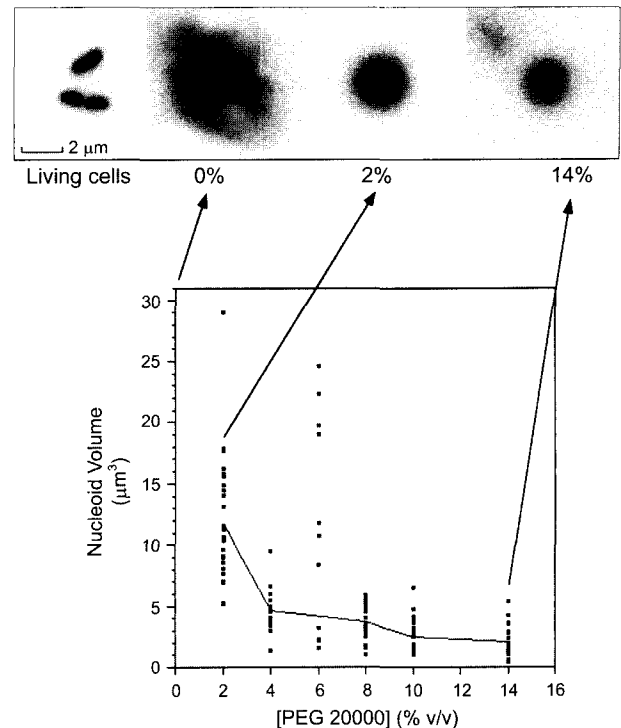 2 μm
Living cells 0% 2% 14%
30
25
20
15
10
5
0
Nucleoid Volume
(μm³)
0 2 4 6 8 10 12 14 16
[PEG 20000] (% v/v)